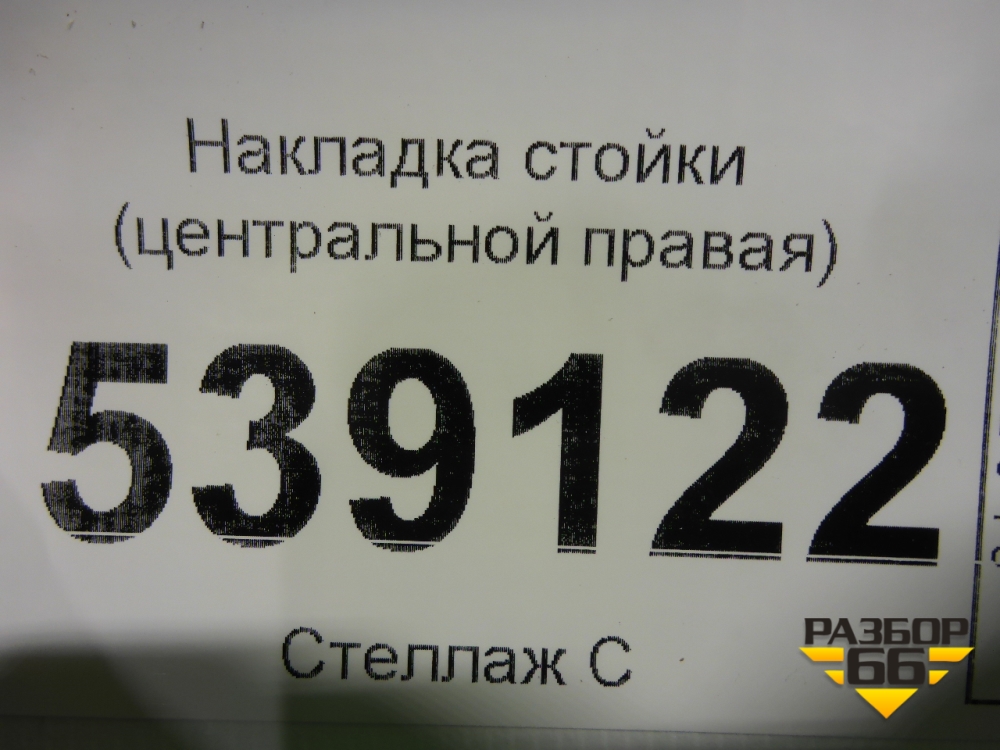 Накладка стойки
(центральной правая)
539122
Стеллаж С
РАЗБОР
66